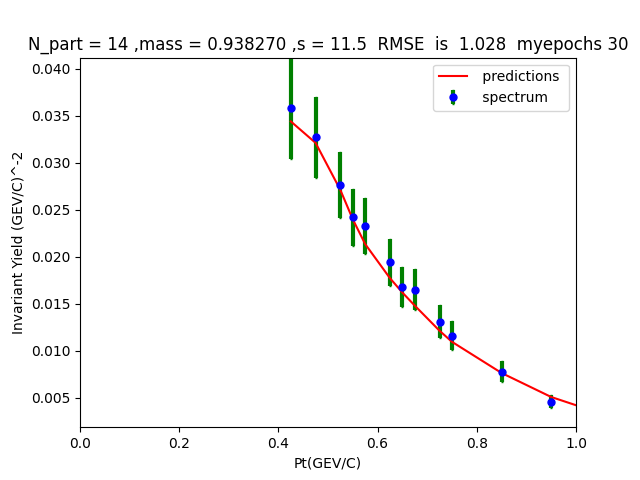 N_part = 14 ,mass = 0.938270 ,s = 11.5  RMSE  is  1.028  myepochs 30
predictions
spectrum
Invariant Yield (GEV/C)^-2
0.040
0.035
0.030
0.025
0.020
0.015
0.010
0.005
0.0 0.2 0.4 0.6 0.8 1.0
Pt(GEV/C)